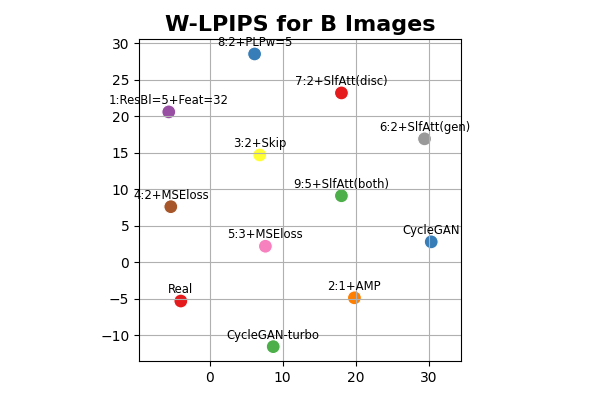 W-LPIPS for B Images
8:2+PLPw=5
7:2+SlfAtt(disc)
1:ResBl=5+Feat=32
6:2+SlfAtt(gen)
3:2+Skip
9:5+SlfAtt(both)
4:2+MSEloss
5:3+MSEloss
CycleGAN
Real
2:1+AMP
CycleGAN-turbo
30
25
20
15
10
5
0
−5
−10
0 10 20 30